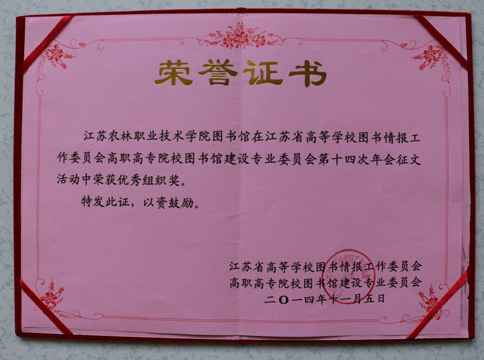 荣誉证书
江苏农林职业技术学院图书馆在江苏省高等学校图书情报工
作委员会高职高专院校图书馆建设专业委员会第十四次年会征文
活动中荣获优秀组织奖。
特发此证，以资鼓励。
江苏省高等学校图书情报工作委员会
高职高专院校图书馆建设专业委员会
二〇一四年十一月五日